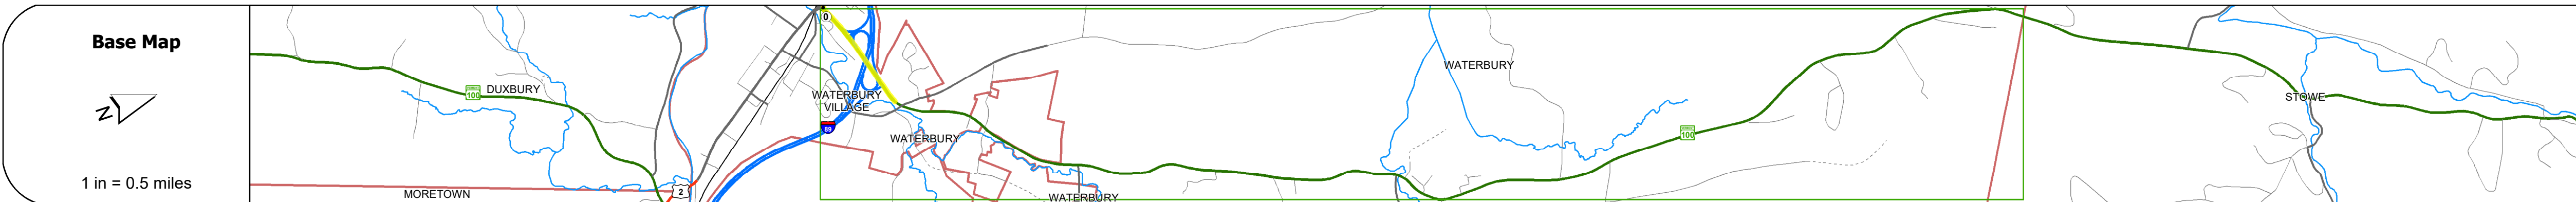 Base Map
N
1 in = 0.5 miles
100
DUXBURY
MORETOWN
2
0
WATERBURY
VILLAGE
89
WATERBURY
WATERBURY
WATERBURY
100
STOWE